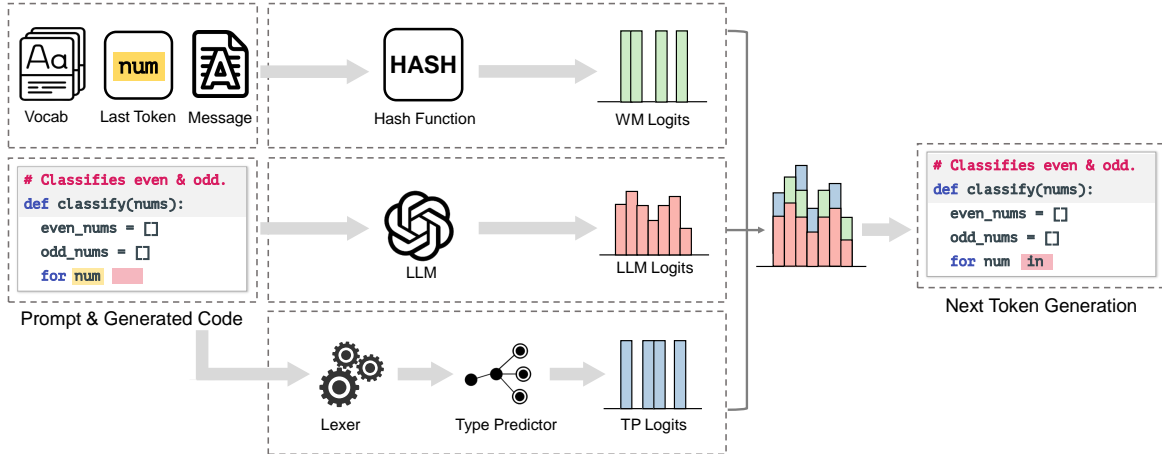 Aa
num
A
HASH
Vocab
Last Token
Message
Hash Function
WM Logits
# Classifies even & odd.
def classify(nums):
even_nums = []
odd_nums = []
for num
LLM
LLM Logits
# Classifies even & odd.
def classify(nums):
even_nums = []
odd_nums = []
for num in
Prompt & Generated Code
Next Token Generation
Lexer
Type Predictor
TP Logits